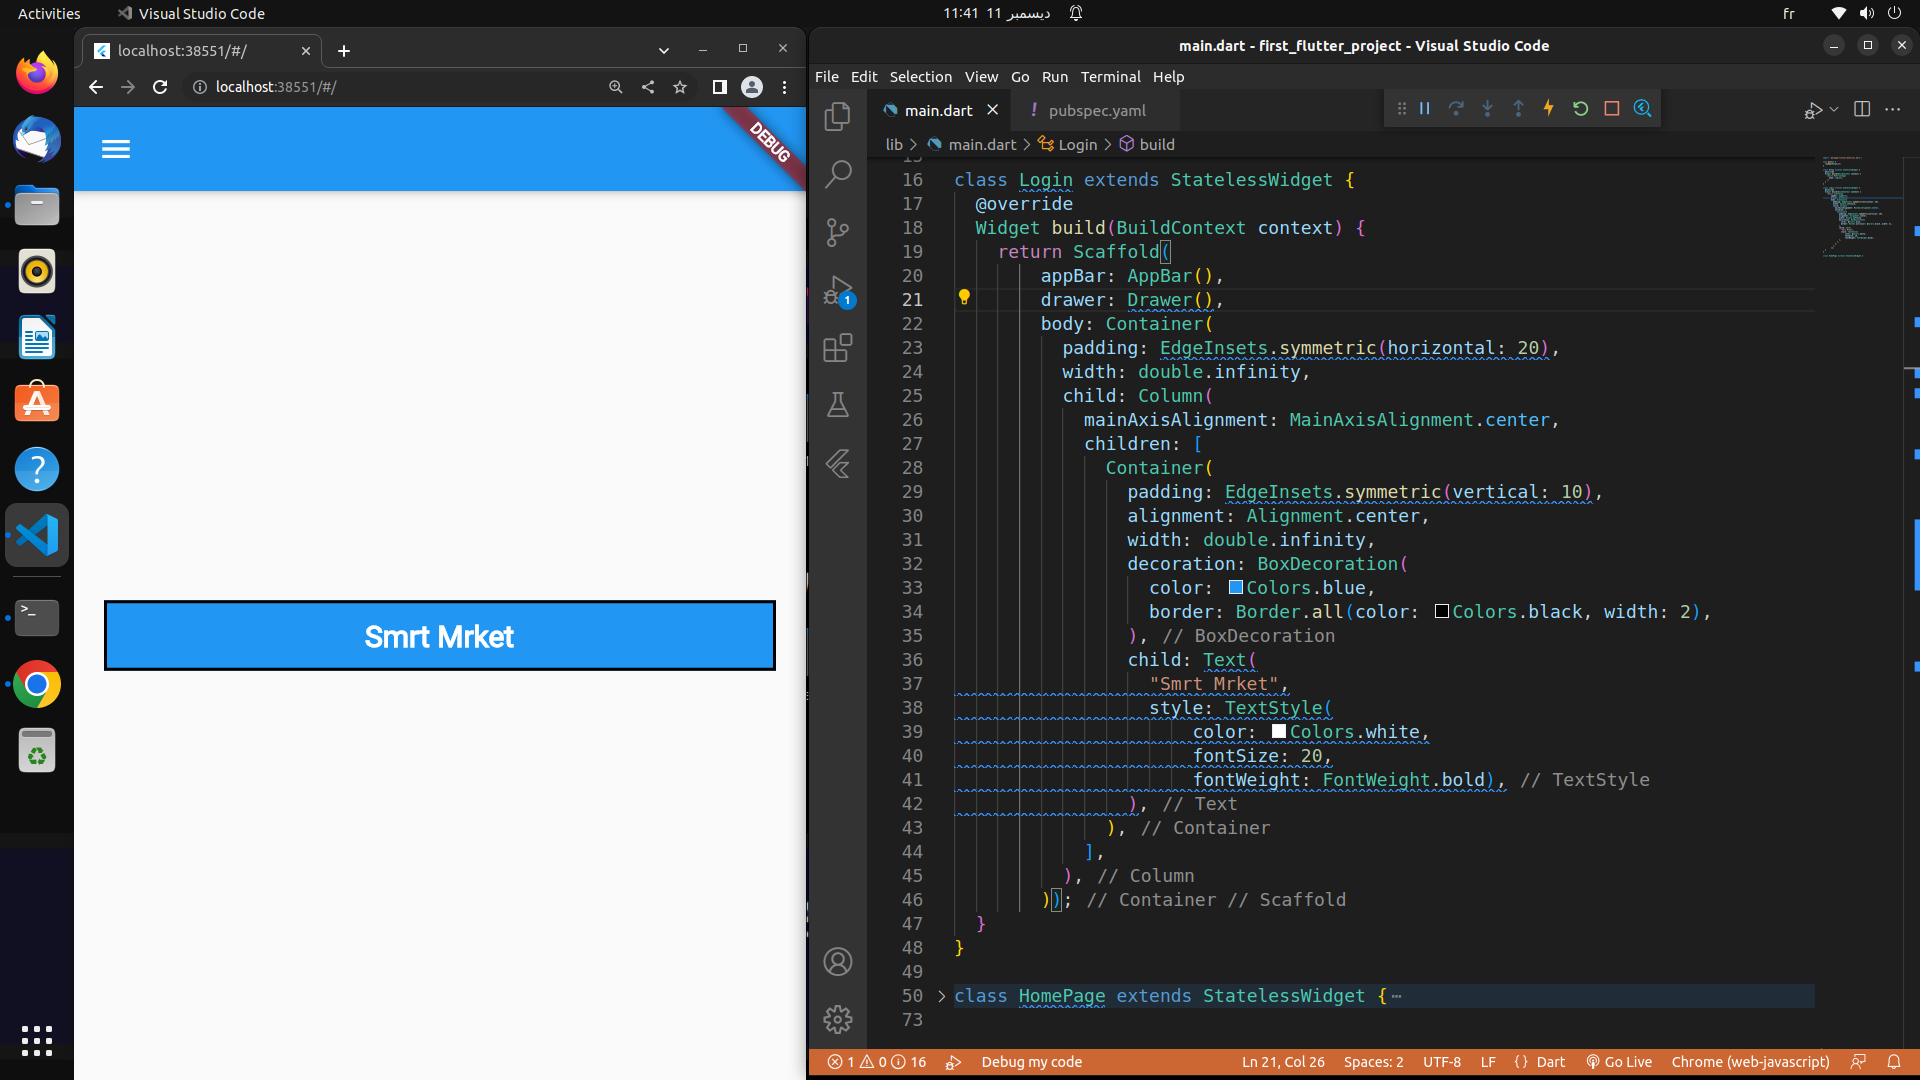 Activities
Visual Studio Code
11:41 11 ديسمبر
fr
localhost:38551/#/
localhost:38551/#/
DEBUG
Smrt Mrket
main.dart - first_flutter_project - Visual Studio Code
File Edit Selection View Go Run Terminal Help
main.dart
! pubspec.yaml
lib > main.dart > Login > build
1
15
16 class Login extends StatelessWidget {
17 @override
18 Widget build(BuildContext context) {
19 return Scaffold(
20 appBar: AppBar(),
21 drawer: Drawer(),
22 body: Container(
23 padding: EdgeInsets.symmetric(horizontal: 20),
24 width: double.infinity,
25 child: Column(
26 mainAxisAlignment: MainAxisAlignment.center,
27 children: [
28 Container(
29 padding: EdgeInsets.symmetric(vertical: 10),
30 alignment: Alignment.center,
31 width: double.infinity,
32 decoration: BoxDecoration(
33 color: Colors.blue,
34 border: Border.all(color: Colors.black, width: 2),
35 ), // BoxDecoration
36 child: Text(
37 "Smrt Mrket",
38 style: TextStyle(
39 color: Colors.white,
40 fontSize: 20,
41 fontWeight: FontWeight.bold), // TextStyle
42 ), // Text
43 ), // Container
44 ],
45 ), // Column
46 )); // Container // Scaffold
47 }
48 }
49
50 class HomePage extends StatelessWidget {⋯
73
1 0 16 Debug my code Ln 21, Col 26 Spaces: 2 UTF-8 LF {} Dart Go Live Chrome (web-javascript)